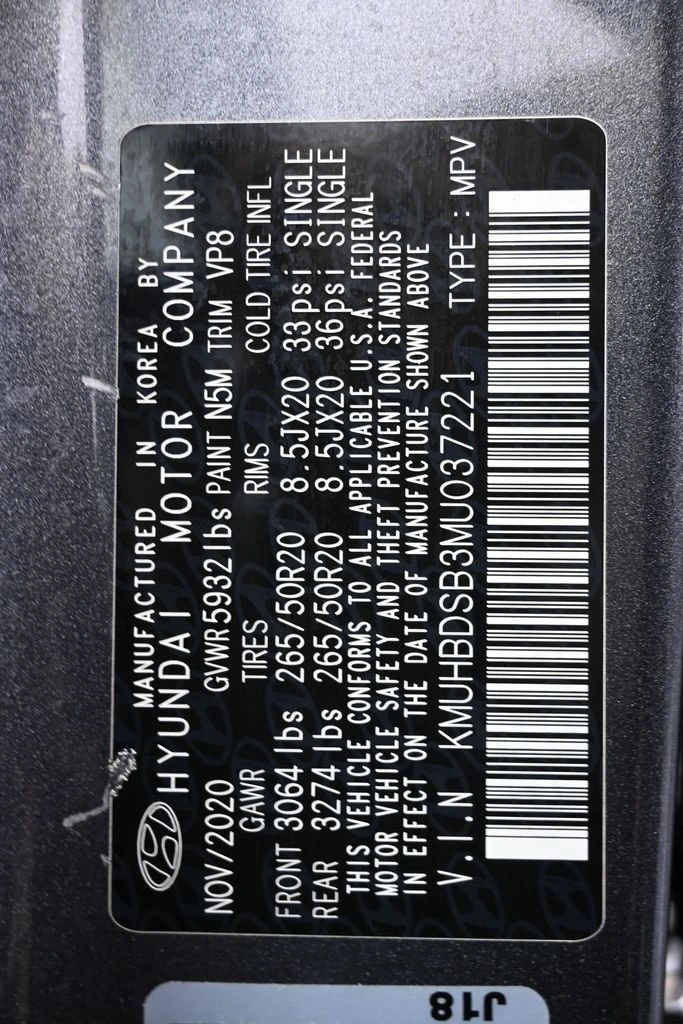 MANUFACTURED IN KOREA BY
HYUNDAI MOTOR COMPANY
NOV/2020 GVWR 5932 lbs PAINT N5M TRIM VP8
GAWR TIRES RIMS COLD TIRE INFL
FRONT 3064 lbs 265/50R20 8.5JX20 33psi SINGLE
REAR 3274 lbs 265/50R20 8.5JX20 36psi SINGLE
THIS VEHICLE CONFORMS TO ALL APPLICABLE U.S.A. FEDERAL
MOTOR VEHICLE SAFETY AND THEFT PREVENTION STANDARDS
IN EFFECT ON THE DATE OF MANUFACTURE SHOWN ABOVE
V.I.N KMUHBDSB3MU037221 TYPE : MPV
J18